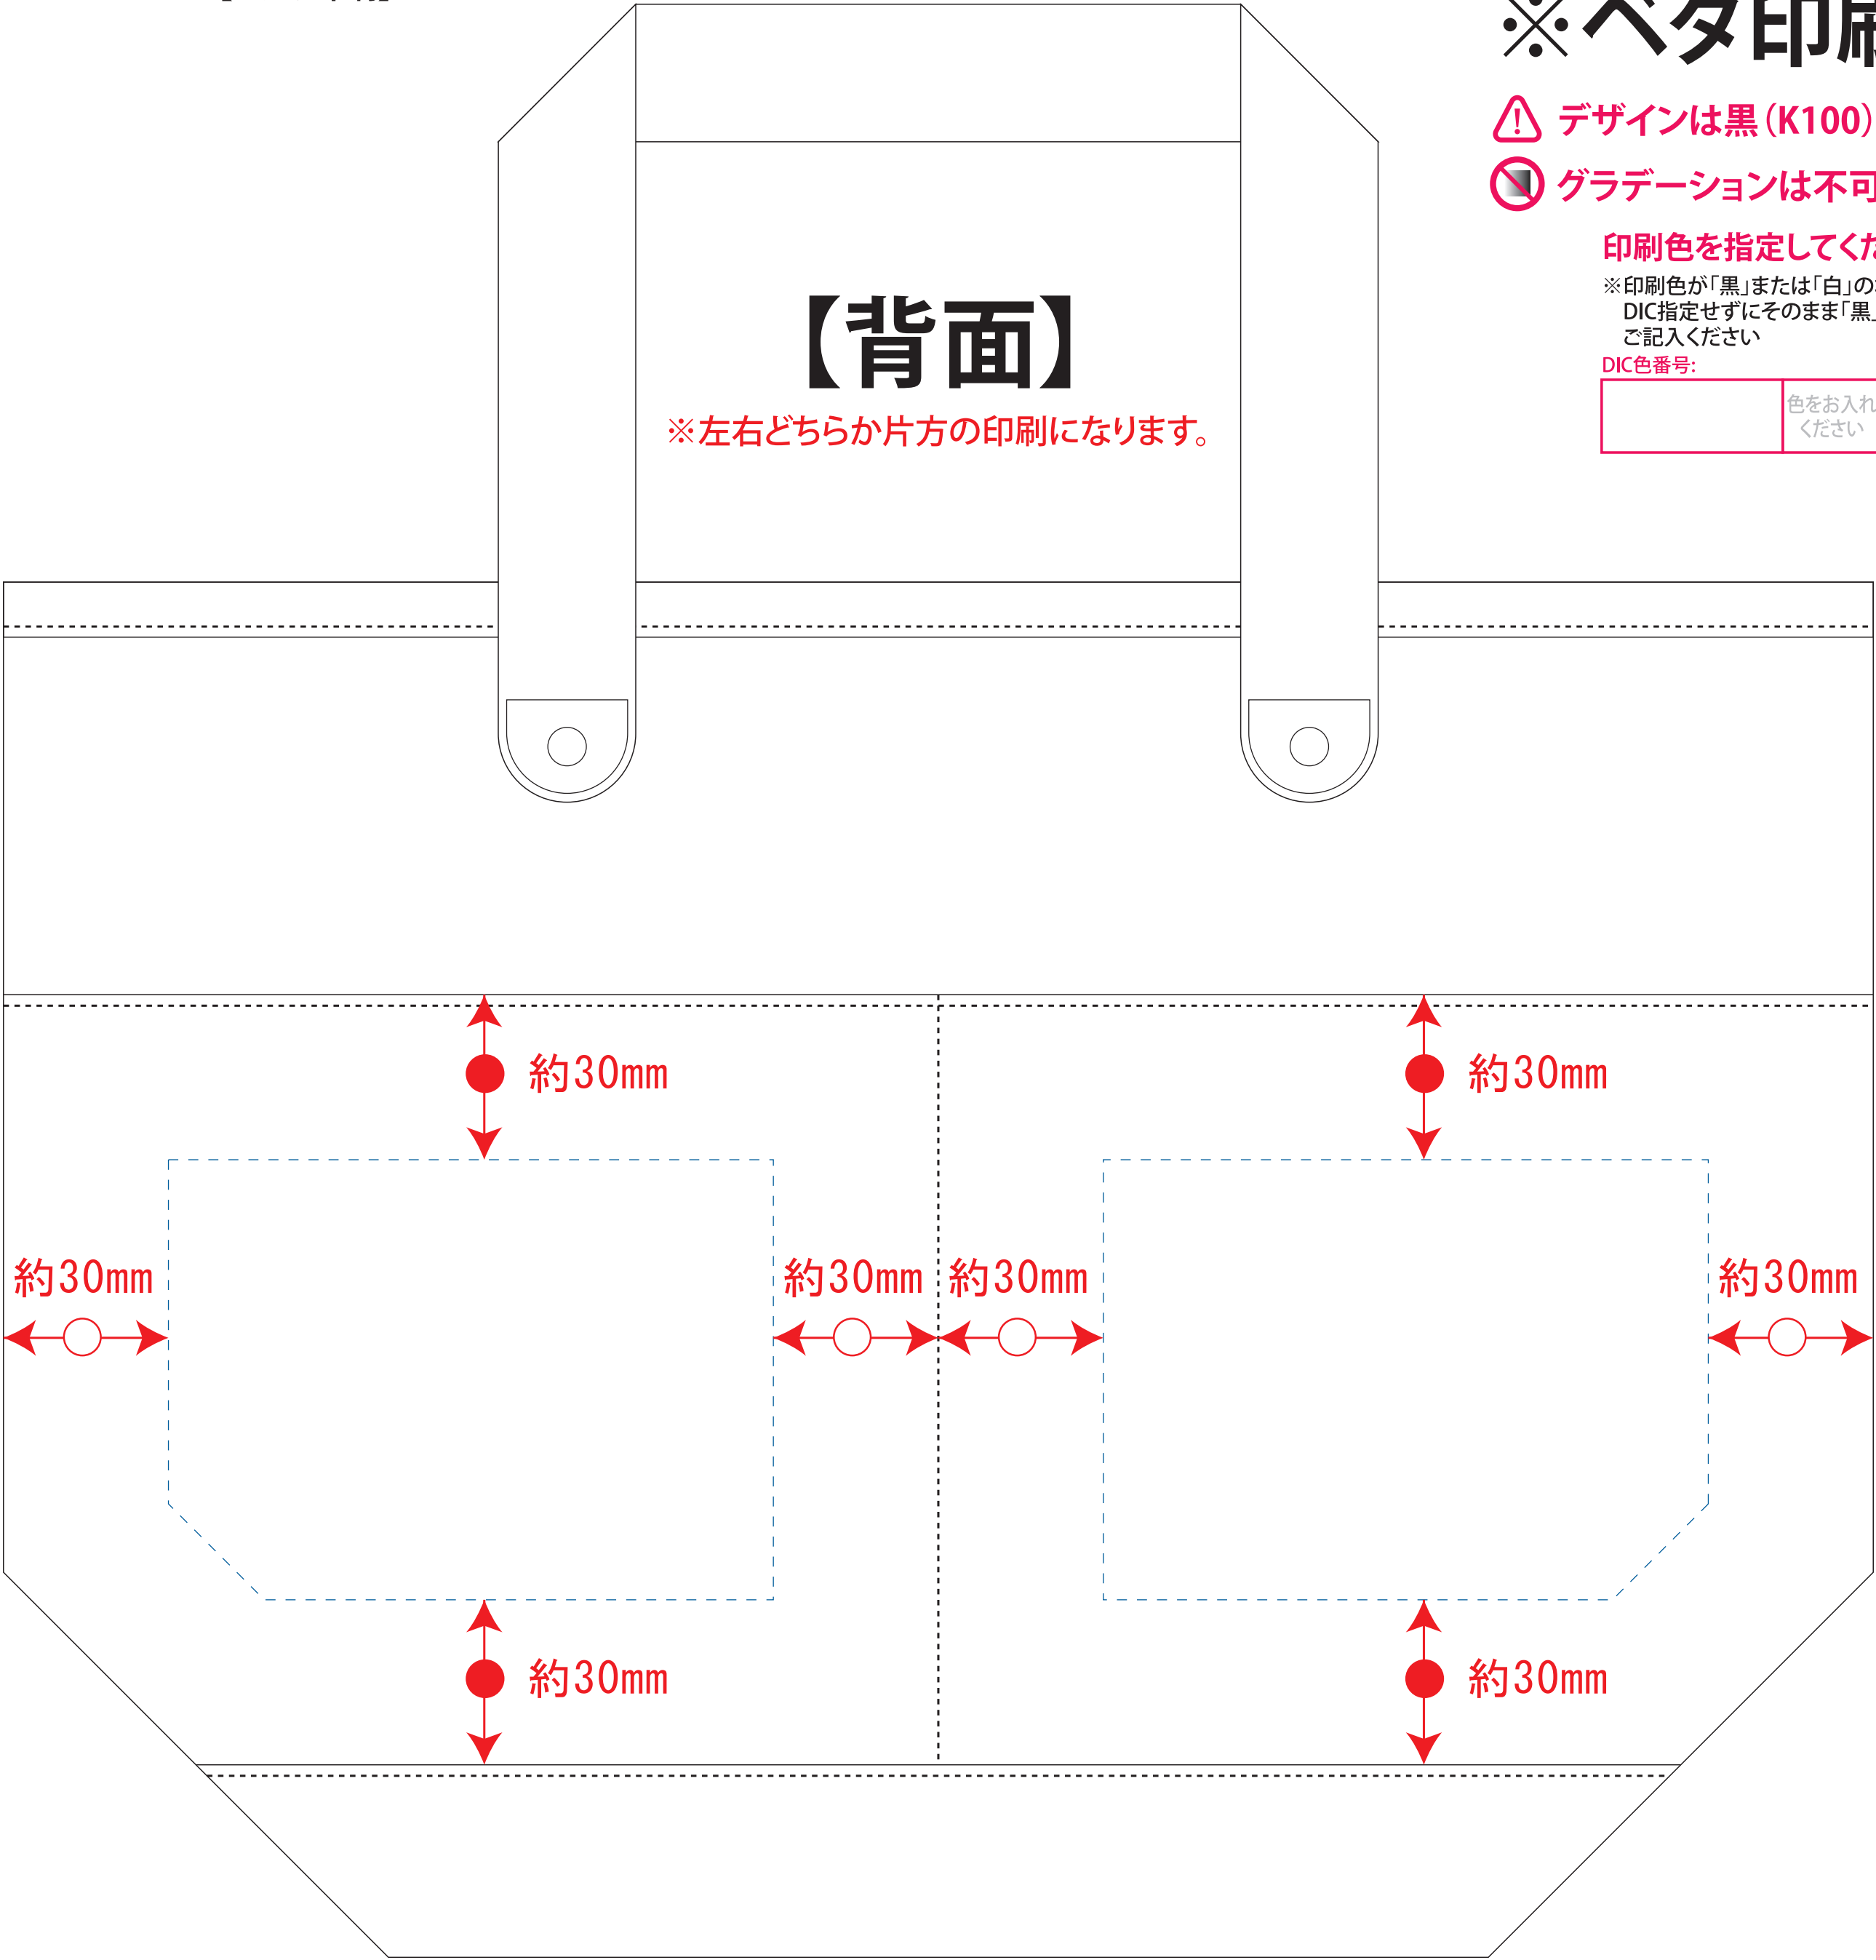 ※ベタ印刷
デザインは黒(K100)
グラデーションは不可
印刷色を指定してくだ
※印刷色が「黒」または「白」の
DIC指定せずにそのまま「黒」
ご記入ください
DIC色番号:
色をお入れ
ください
【背面】
※左右どちらか片方の印刷になります。
約30mm
約30mm
約30mm
約30mm
約30mm
約30mm
約30mm
約30mm